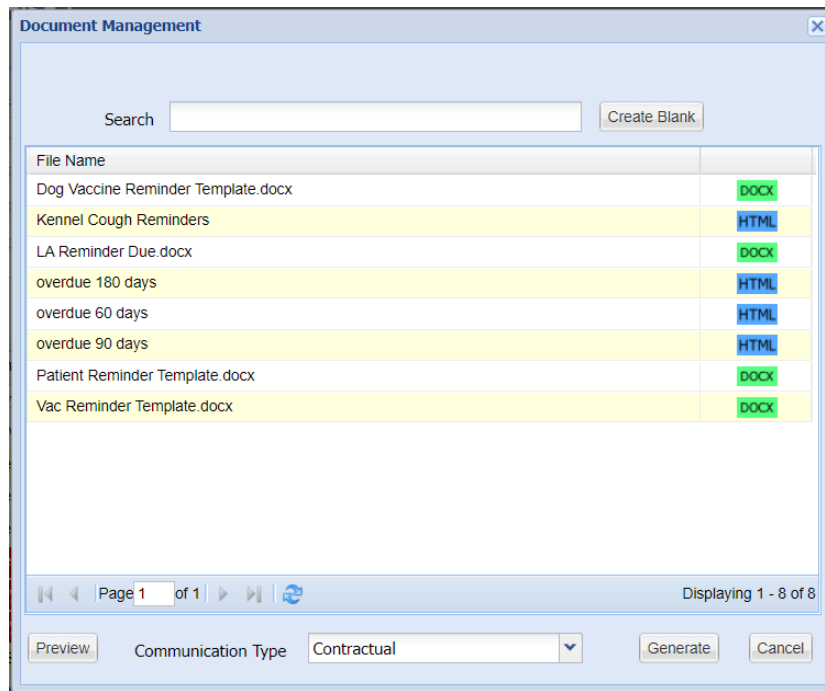 Document Management
Search
Create Blank
File Name
Dog Vaccine Reminder Template.docx DOCX
Kennel Cough Reminders HTML
LA Reminder Due.docx DOCX
overdue 180 days HTML
overdue 60 days HTML
overdue 90 days HTML
Patient Reminder Template.docx DOCX
Vac Reminder Template.docx DOCX
Page 1 of 1 Displaying 1 - 8 of 8
Preview Communication Type Contractual Generate Cancel